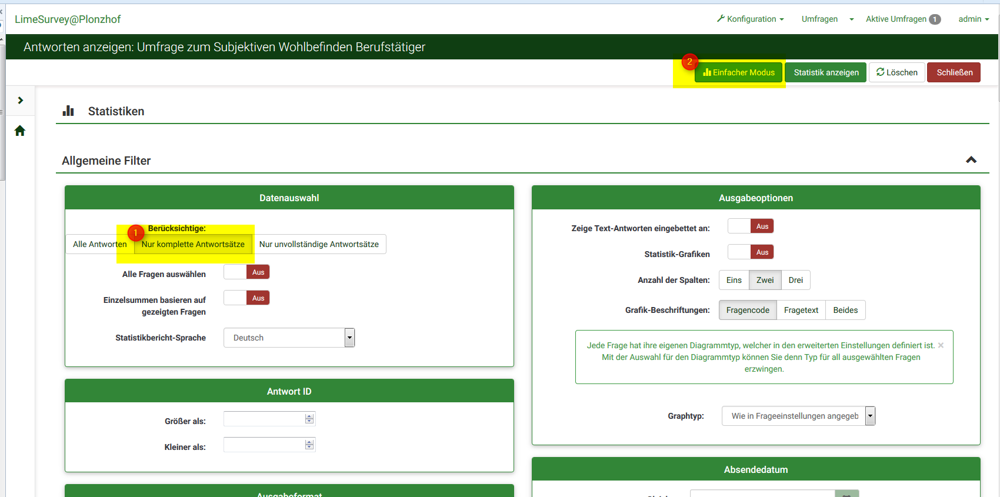 LimeSurvey@Plonzhof
Konfiguration
Umfragen
Aktive Umfragen 1
admin
Antworten anzeigen: Umfrage zum Subjektiven Wohlbefinden Berufstätiger
2
Einfacher Modus
Statistik anzeigen
Löschen
Schließen
Statistiken
Allgemeine Filter
Datenauswahl
Berücksichtige:
1
Alle Antworten
Nur komplette Antwortsätze
Nur unvollständige Antwortsätze
Alle Fragen auswählen
Aus
Einzelsummen basieren auf
gezeigten Fragen
Aus
Statistikbericht-Sprache
Deutsch
Antwort ID
Größer als:
Kleiner als:
Ausgabeformat
Ausgabeoptionen
Zeige Text-Antworten eingebettet an:
Aus
Statistik-Grafiken
Aus
Anzahl der Spalten:
Eins
Zwei
Drei
Grafik-Beschriftungen:
Fragencode
Fragetext
Beides
Jede Frage hat ihre eigenen Diagrammtyp, welcher in den erweiterten Einstellungen definiert ist. ×
Mit der Auswahl für den Diagrammtyp können Sie denn Typ für all ausgewählten Fragen
erzwingen.
Graphtyp:
Wie in Frageeinstellungen angegeb
Absendedatum